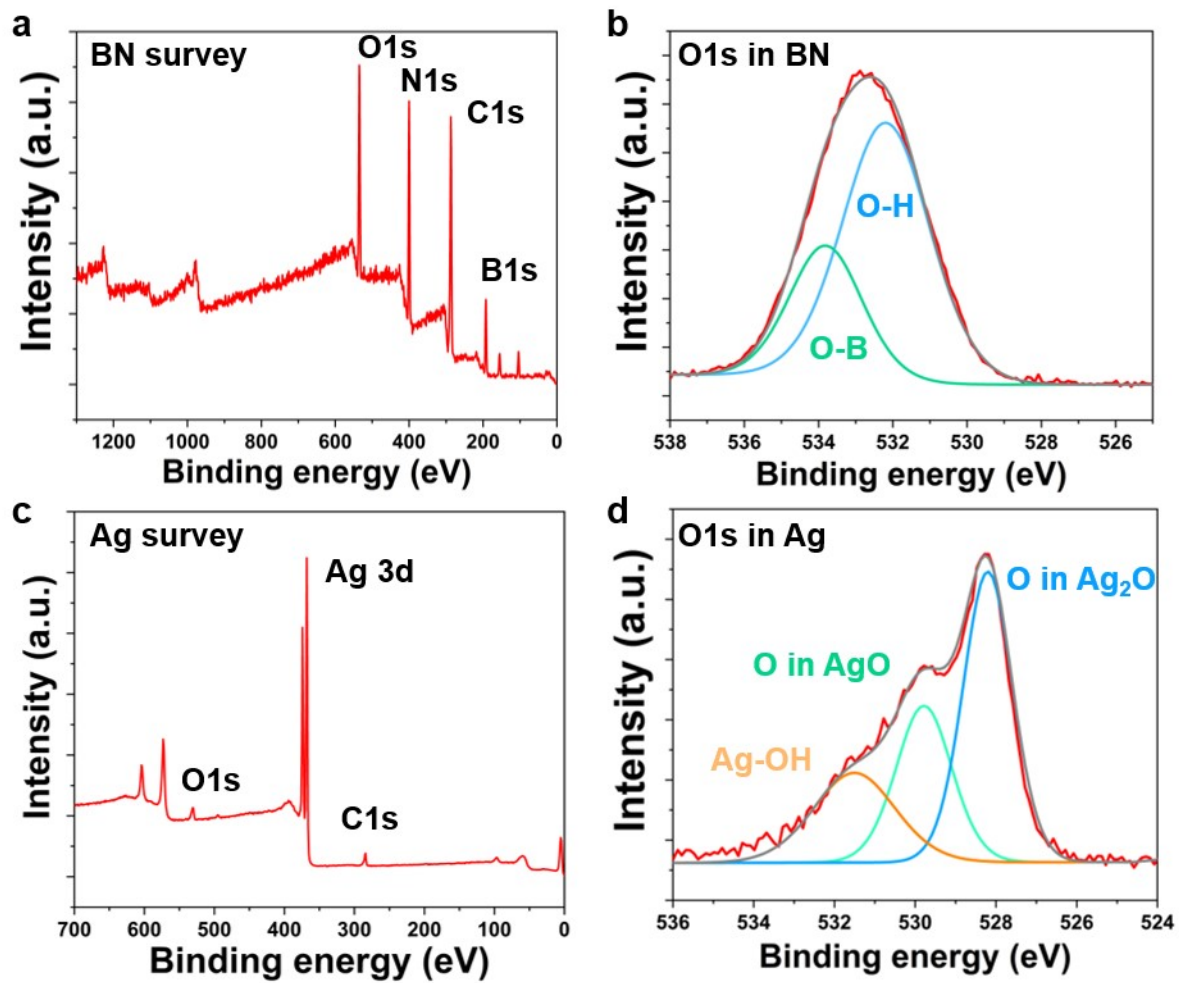 a
BN survey
O1s
N1s
C1s
B1s
Intensity (a.u.)
1200 1000 800 600 400 200 0
Binding energy (eV)
b
O1s in BN
O-H
O-B
Intensity (a.u.)
538 536 534 532 530 528 526
Binding energy (eV)
c
Ag survey
Ag 3d
O1s
C1s
Intensity (a.u.)
700 600 500 400 300 200 100 0
Binding energy (eV)
d
O1s in Ag
O in Ag₂O
O in AgO
Ag-OH
Intensity (a.u.)
536 534 532 530 528 526 524
Binding energy (eV)